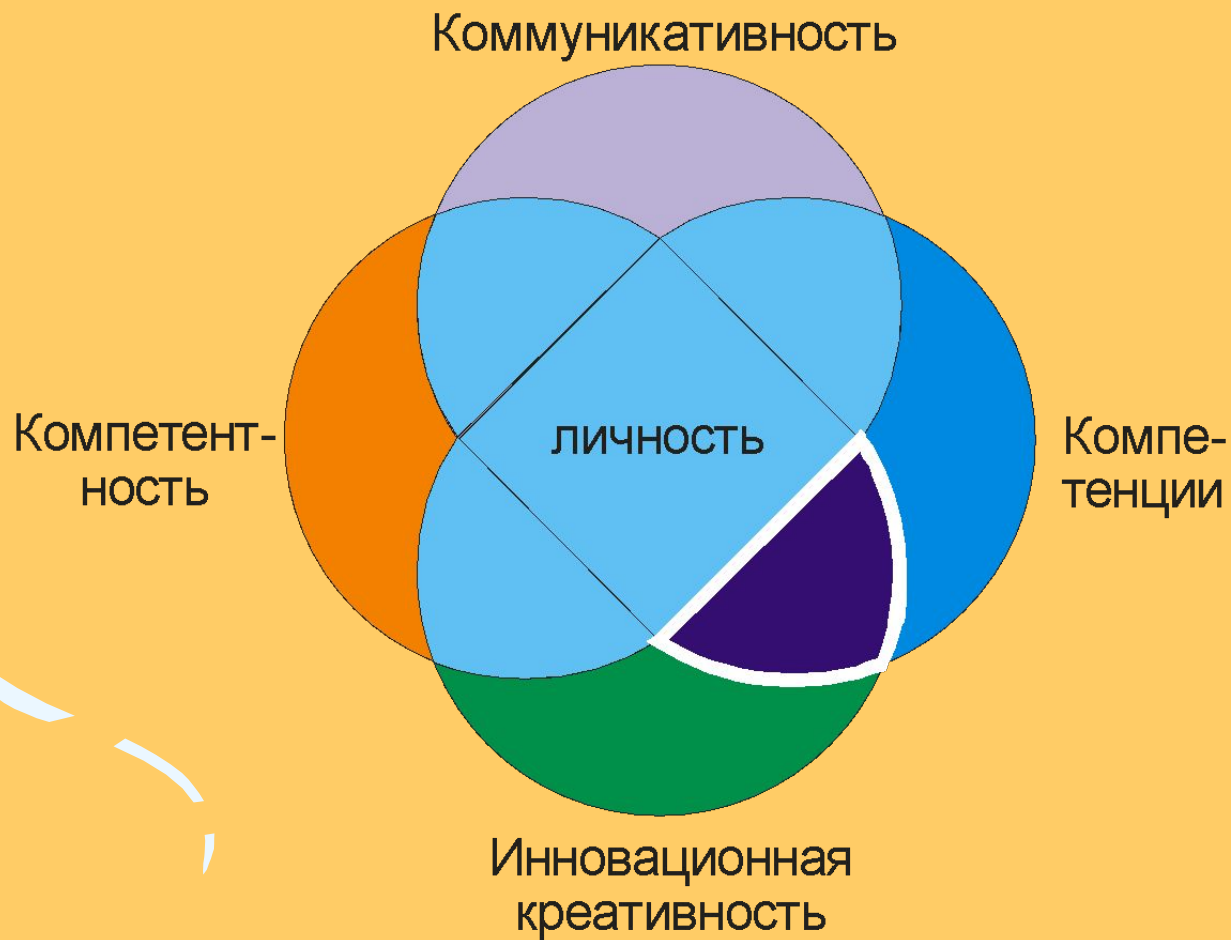 Коммуникативность
Компетент-
ность
личность
Компе-
тенции
Инновационная
креативность